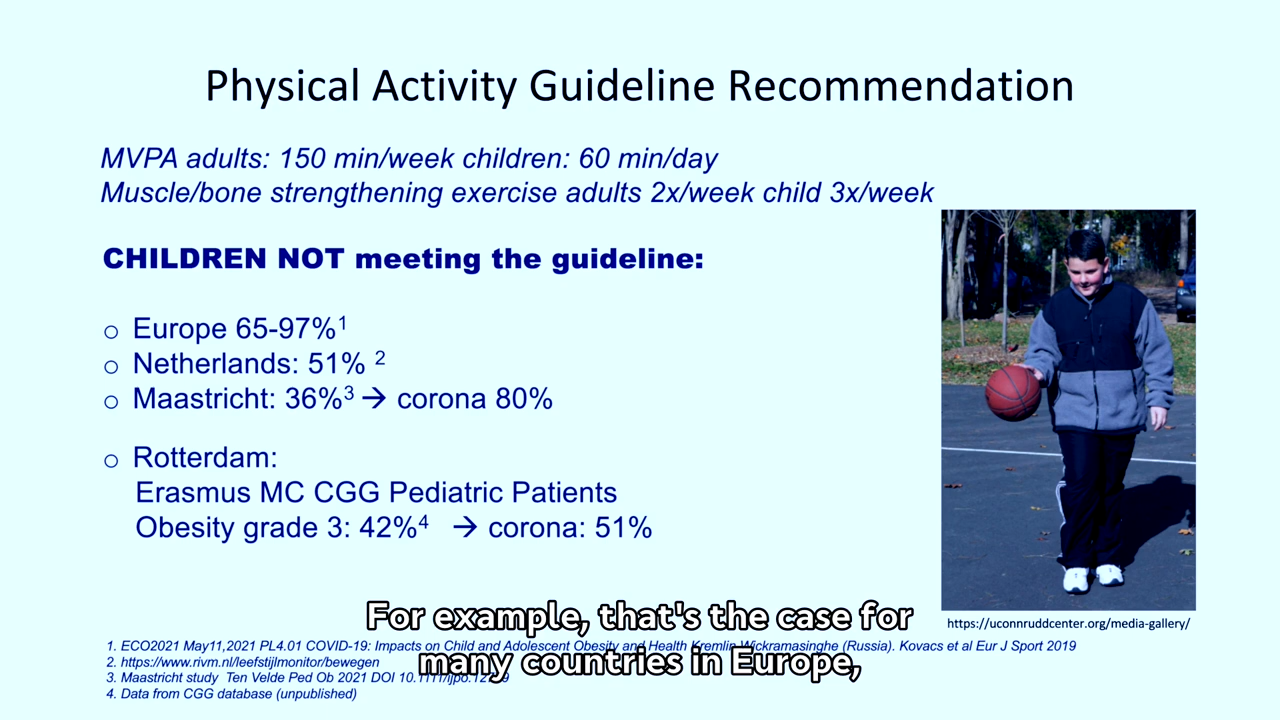 Physical Activity Guideline Recommendation
MVPA adults: 150 min/week children: 60 min/day
Muscle/bone strengthening exercise adults 2x/week child 3x/week
CHILDREN NOT meeting the guideline:
o Europe 65-97%1
o Netherlands: 51% 2
o Maastricht: 36%3 → corona 80%
o Rotterdam:
Erasmus MC CGG Pediatric Patients
Obesity grade 3: 42%4 → corona: 51%
https://uconnruddcenter.org/media-gallery/
For example, that's the case for
many countries in Europe,
1. ECO2021 May11,2021 PL4.01 COVID-19: Impacts on Child and Adolescent Obesity and Health Kremlin Wickramasinghe (Russia). Kovacs et al Eur J Sport 2019
2. https://www.rivm.nl/leefstijlmonitor/bewegen
3. Maastricht study Ten Velde Ped Ob 2021 DOI
4. Data from CGG database (unpublished)